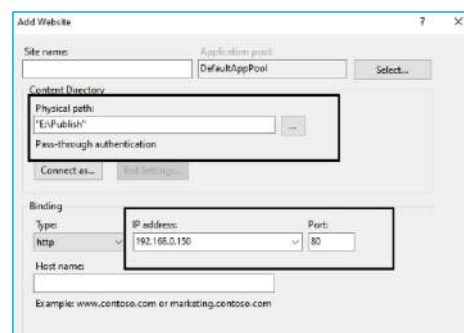 Add Website ? ×
Site name: Application pool:
DefaultAppPool Select...
Content Directory
Physical path:
"E:\Publish" ...
Pass-through authentication
Connect as... Test Settings...
Binding
Type: IP address: Port:
http 192.168.0.150 80
Host name:
Example: www.contoso.com or marketing.contoso.com